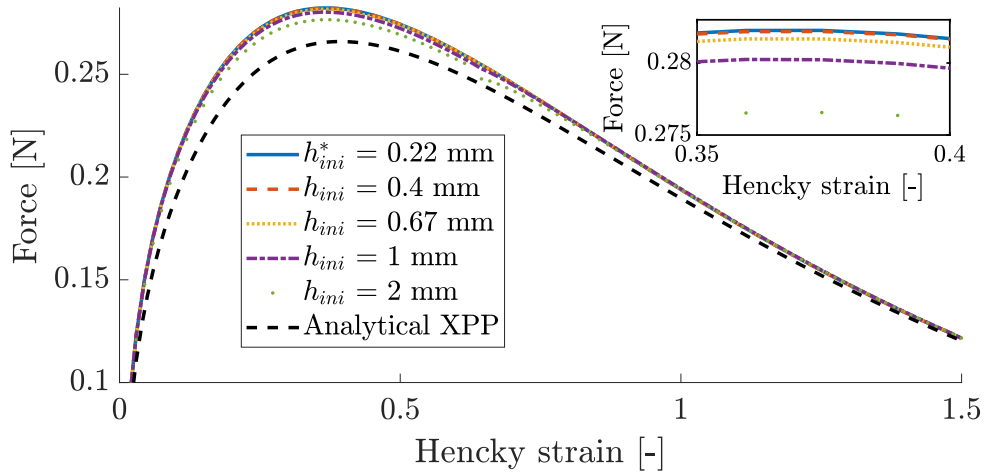 0.25
0.2
0.15
0.1
Force [N]
0
0.5
1
1.5
Hencky strain [-]
h*ini = 0.22 mm
hini = 0.4 mm
hini = 0.67 mm
hini = 1 mm
hini = 2 mm
Analytical XPP
0.28
0.275
Force [N]
0.35
0.4
Hencky strain [-]